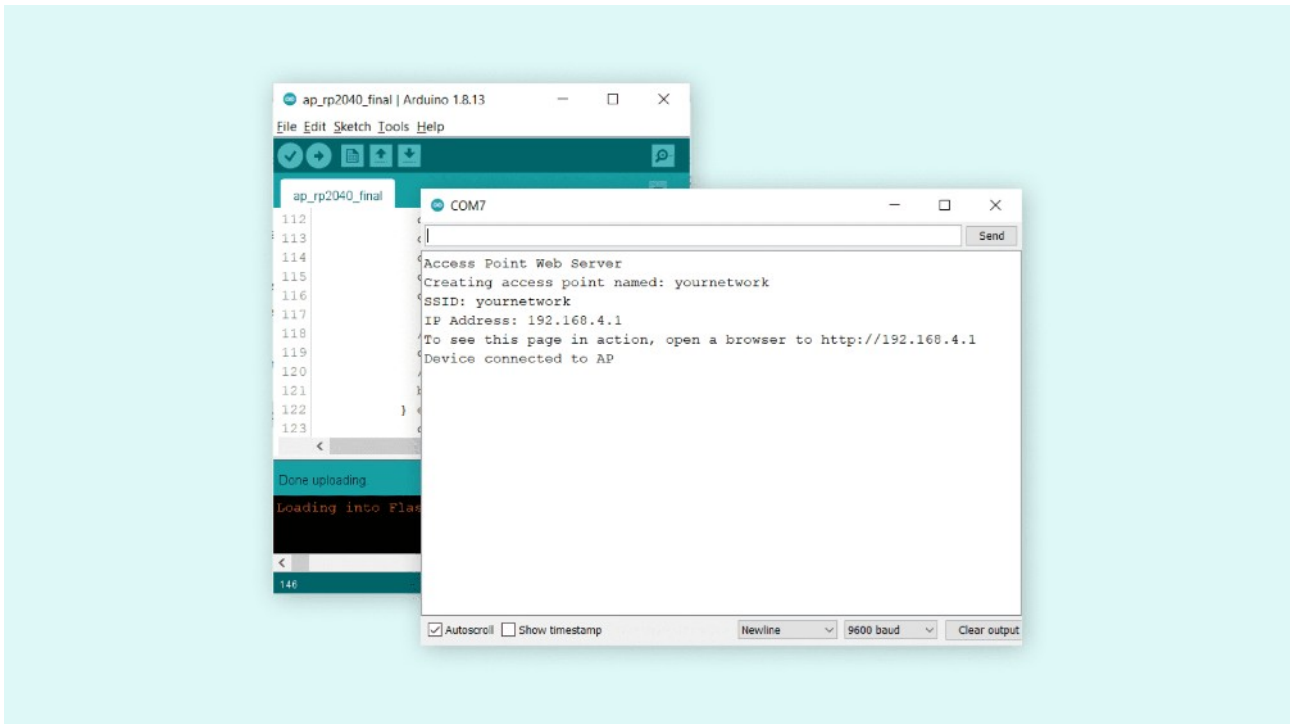 ap_rp2040_final | Arduino 1.8.13
File Edit Sketch Tools Help
ap_rp2040_final
112
113
114
115
116
117
118
119
120
121
122 }
123
Done uploading.
Loading into Flas
146
COM7
Send
Access Point Web Server
Creating access point named: yournetwork
SSID: yournetwork
IP Address: 192.168.4.1
To see this page in action, open a browser to http://192.168.4.1
Device connected to AP
Autoscroll Show timestamp Newline 9600 baud Clear output